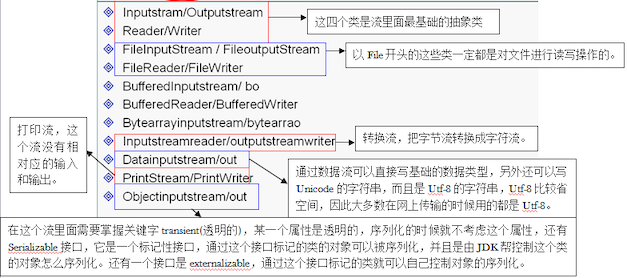 Inputstram/Outputstream
Reader/Writer
FileInputStream / FileoutputStream
FileReader/FileWriter
BufferedInputstream/ bo
BufferedReader/BufferedWriter
Bytearrayinputstream/bytearrao
Inputstreamreader/outputstreamwriter
Datainputstream/out
PrintStream/PrintWriter
Objectinputstream/out
这四个类是流里面最基础的抽象类
以 File 开头的这些类一定都是对文件进行读写操作的。
转换流，把字节流转换成字符流。
打印流，这
个流没有相
对应的输入
和输出。
通过数据流可以直接写基础的数据类型，另外还可以写
Unicode 的字符串，而且是 Utf-8 的字符串，Utf-8 比较省
空间，因此大多数在网上传输的时候用的都是 Utf-8。
在这个流里面需要掌握关键字 transient(透明的)，某一个属性是透明的，序列化的时候就不考虑这个属性，还有
Serializable 接口，它是一个标记性接口，通过这个接口标记的类的对象可以被序列化，并且是由 JDK 帮控制这个类
的对象怎么序列化。还有一个接口是 externalizable，通过这个接口标记的类就可以自己控制对象的序列化。